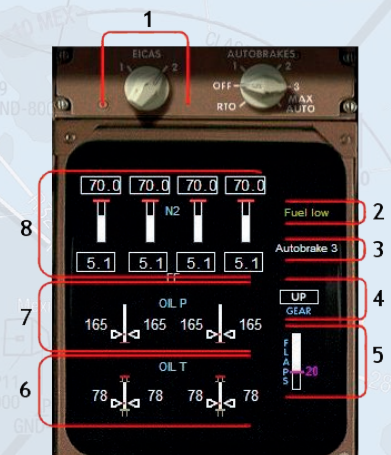 1
EICAS
AUTOBRAKES
1
2
1
2
OFF
3
RTO
MAX
AUTO
70.0 70.0 70.0 70.0
N2
Fuel low
2
8
Autobrake 3
3
5.1 5.1 5.1 5.1
FF
UP
GEAR
4
OIL P
7
165 165 165 165
FLAPS
20
5
OIL T
6
78 78 78 78